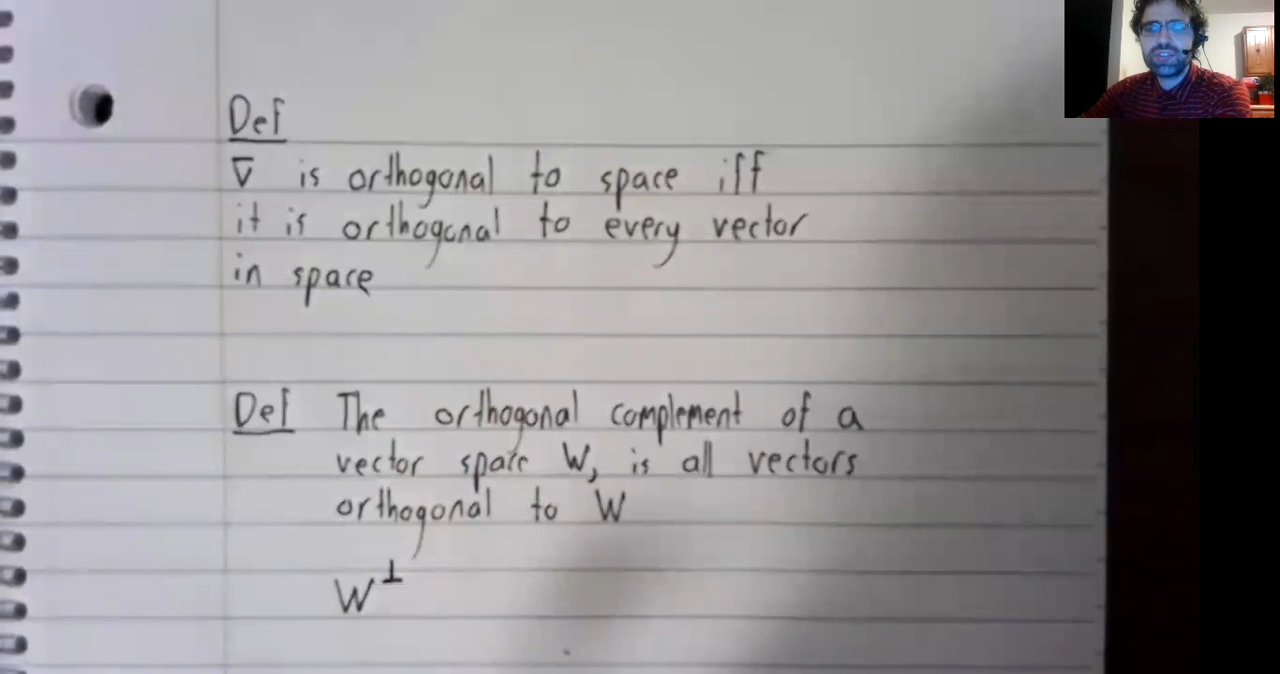 Def
v̅ is orthogonal to space iff
it is orthogonal to every vector
in space
Def The orthogonal complement of a
vector space W, is all vectors
orthogonal to W
W^⊥